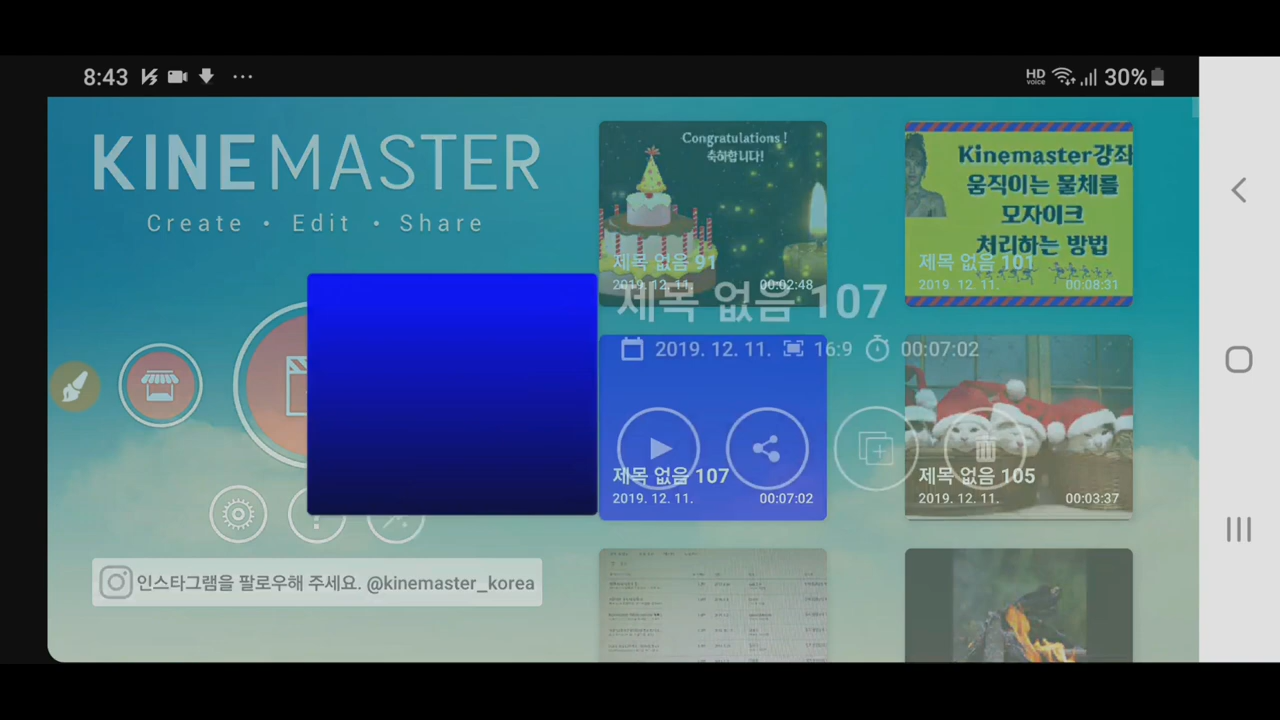 8:43
HD voice
30%
KINEMASTER
Create • Edit • Share
Congratulations !
축하합니다!
제목 없음 91
2019. 12. 11.
00:02:48
Kinemaster강좌
움직이는 물체를
모자이크
처리하는 방법
제목 없음 101
2019. 12. 11.
00:08:31
제목 없음 107
2019. 12. 11.
16:9
00:07:02
제목 없음 107
2019. 12. 11.
00:07:02
제목 없음 105
2019. 12. 11.
00:03:37
인스타그램을 팔로우해 주세요. @kinemaster_korea